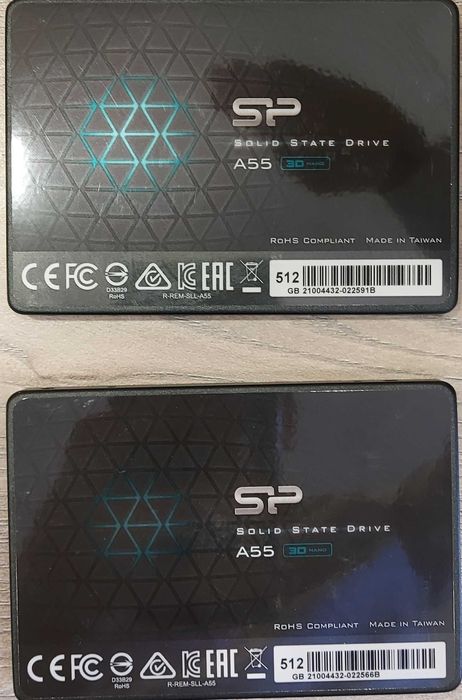 SP
SOLID STATE DRIVE
A55 3D NAND
RoHS COMPLIANT MADE IN TAIWAN
CE FC EAC
D33B29
RoHS
R-REM-SLL-A55
512
GB 21004432-022591B
SP
SOLID STATE DRIVE
A55 3D NAND
RoHS COMPLIANT MADE IN TAIWAN
CE FC EAC
D33B29
RoHS
R-REM-SLL-A55
512
GB 21004432-022566B